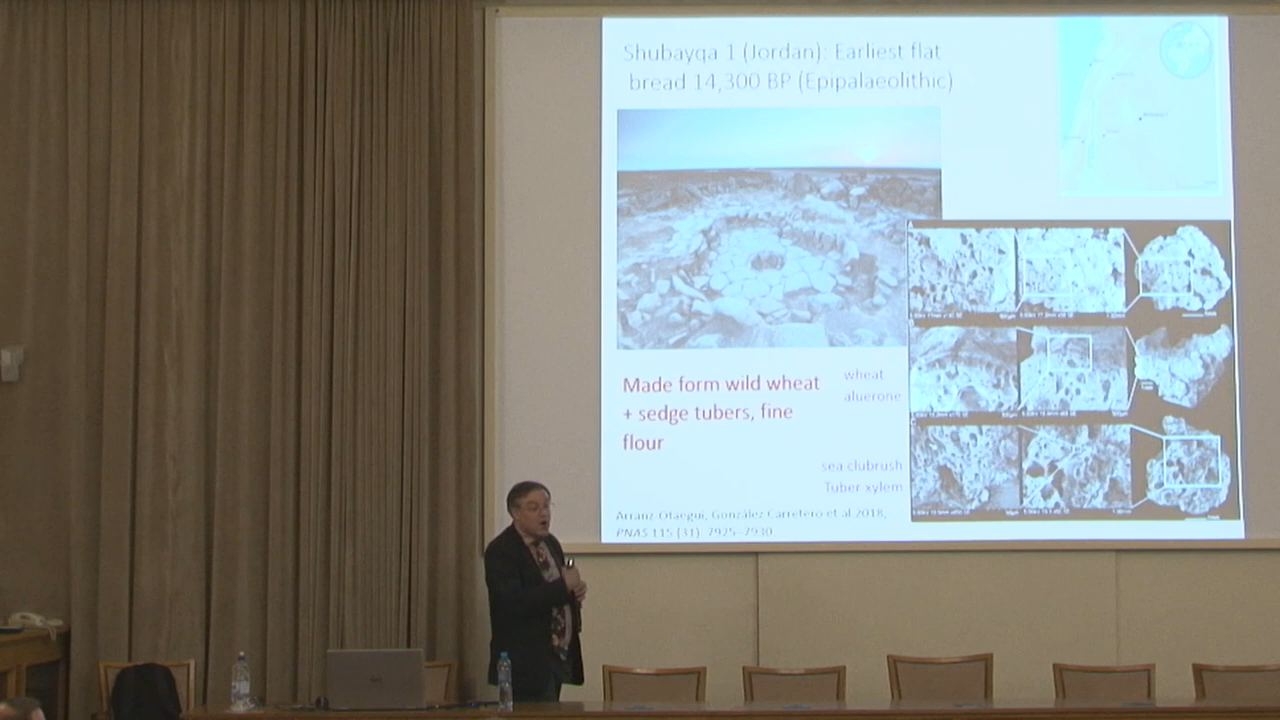 Shubayqa 1 (Jordan): Earliest flat
bread 14,300 BP (Epipalaeolithic)
Made form wild wheat
+ sedge tubers, fine
flour
wheat
aluerone
sea clubrush
Tuber xylem
Arranz-Otaegui, González Carretero et al 2018,
PNAS 115 (31) 7925–7930